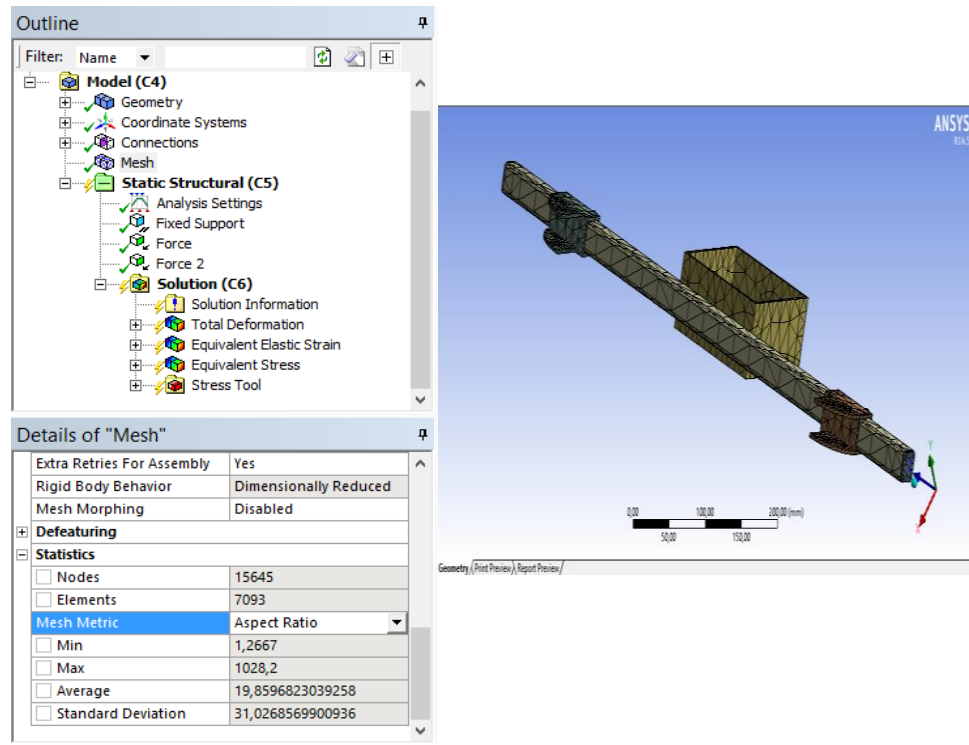 Outline
Filter: Name
Model (C4)
Geometry
Coordinate Systems
Connections
Mesh
Static Structural (C5)
Analysis Settings
Fixed Support
Force
Force 2
Solution (C6)
Solution Information
Total Deformation
Equivalent Elastic Strain
Equivalent Stress
Stress Tool
Details of "Mesh"
Extra Retries For Assembly Yes
Rigid Body Behavior Dimensionally Reduced
Mesh Morphing Disabled
Defeaturing
Statistics
Nodes 15645
Elements 7093
Mesh Metric Aspect Ratio
Min 1,2667
Max 1028,2
Average 19,8596823039258
Standard Deviation 31,0268569900936
ANSYS
R14.5
Y
X
0,00 100,00 200,00 (mm)
50,00 150,00
Geometry Print Preview Report Preview